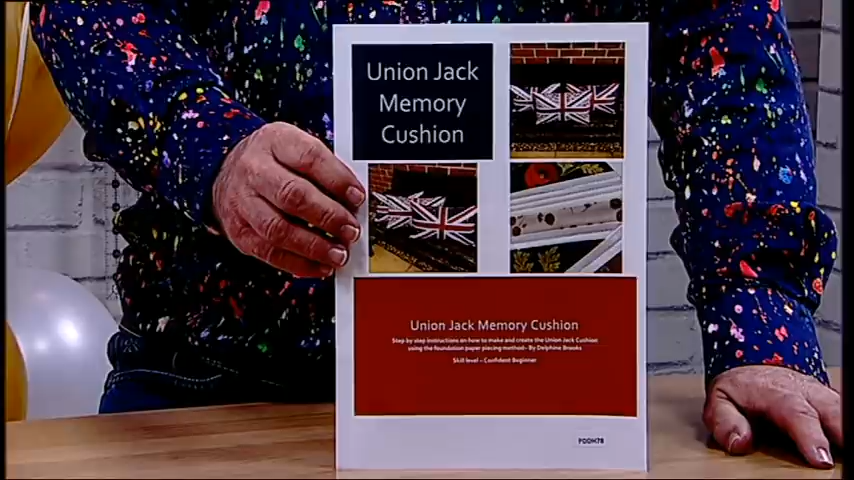 Union Jack
Memory
Cushion
Union Jack Memory Cushion
Step by step instructions on how to make and create the Union Jack Cushion
using the foundation paper piecing method- By Delphine Brooks
Skill level – Confident Beginner
PDDH78